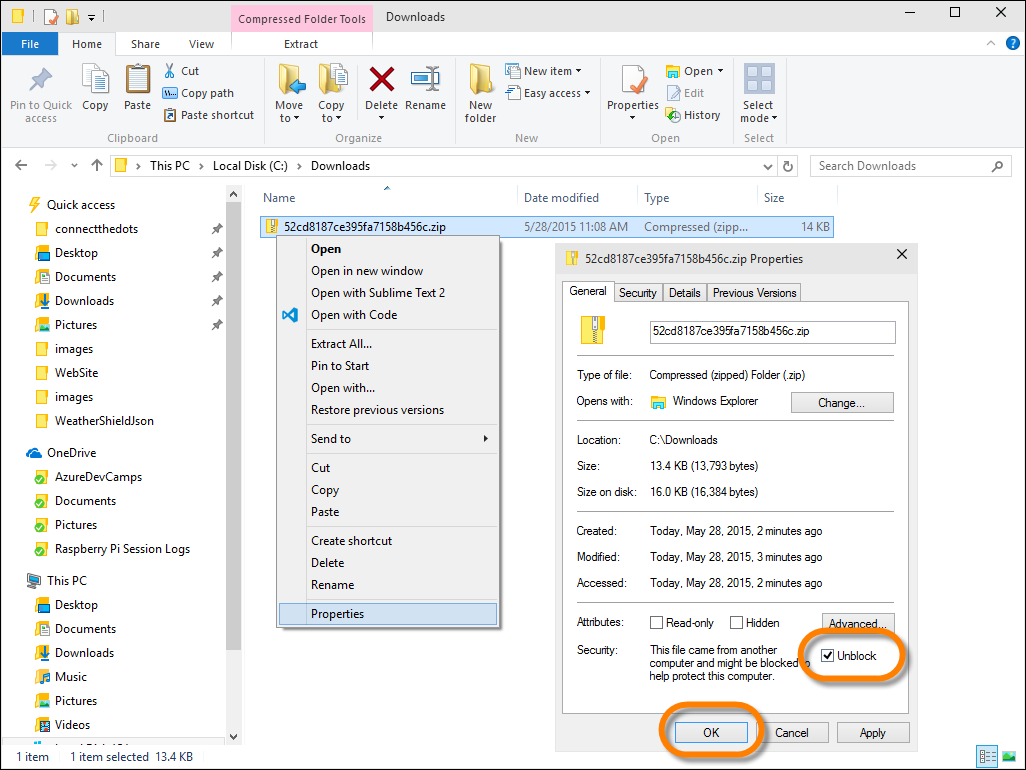 Compressed Folder Tools
Downloads
File
Home
Share
View
Extract
Pin to Quick access
Copy
Paste
Cut
Copy path
Paste shortcut
Clipboard
Move to
Copy to
Delete
Rename
Organize
New folder
New item
Easy access
New
Properties
Open
Edit
History
Open
Select mode
Select
This PC > Local Disk (C:) > Downloads
Search Downloads
Quick access
connectthedots
Desktop
Documents
Downloads
Pictures
images
WebSite
images
WeatherShieldJson
OneDrive
AzureDevCamps
Documents
Pictures
Raspberry Pi Session Logs
This PC
Desktop
Documents
Downloads
Music
Pictures
Videos
Name Date modified Type Size
52cd8187ce395fa7158b456c.zip 5/28/2015 11:08 AM Compressed (zipp... 14 KB
Open
Open in new window
Open with Sublime Text 2
Open with Code
Extract All...
Pin to Start
Open with...
Restore previous versions
Send to
Cut
Copy
Paste
Create shortcut
Delete
Rename
Properties
52cd8187ce395fa7158b456c.zip Properties
General Security Details Previous Versions
52cd8187ce395fa7158b456c.zip
Type of file: Compressed (zipped) Folder (.zip)
Opens with: Windows Explorer Change...
Location: C:\Downloads
Size: 13.4 KB (13,793 bytes)
Size on disk: 16.0 KB (16,384 bytes)
Created: Today, May 28, 2015, 2 minutes ago
Modified: Today, May 28, 2015, 3 minutes ago
Accessed: Today, May 28, 2015, 2 minutes ago
Attributes: Read-only Hidden Advanced...
Security: This file came from another
computer and might be blocked to
help protect this computer.
Unblock
OK Cancel Apply
1 item 1 item selected 13.4 KB